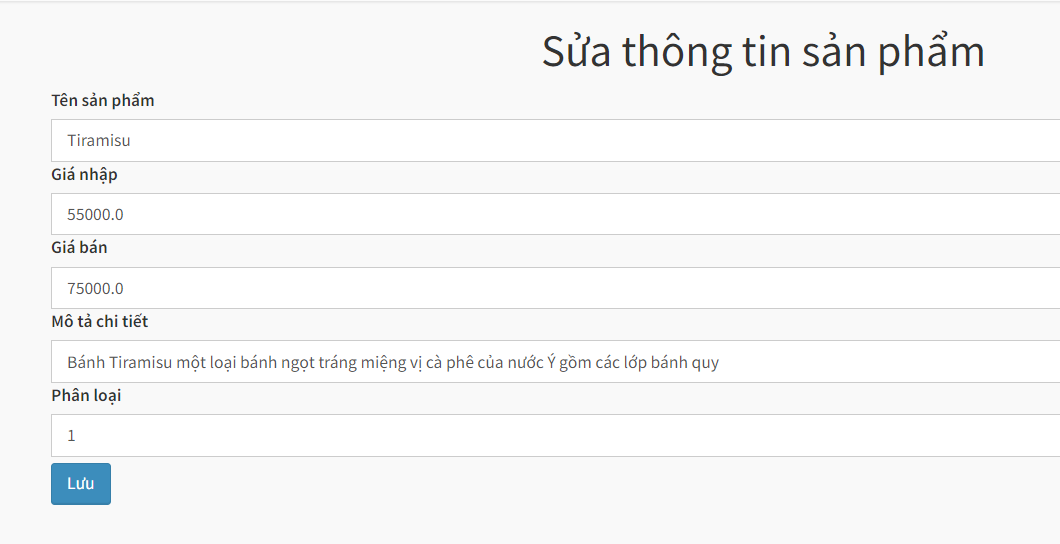 Sửa thông tin sản phẩm
Tên sản phẩm
Tiramisu
Giá nhập
55000.0
Giá bán
75000.0
Mô tả chi tiết
Bánh Tiramisu một loại bánh ngọt tráng miệng vị cà phê của nước Ý gồm các lớp bánh quy
Phân loại
1
Lưu